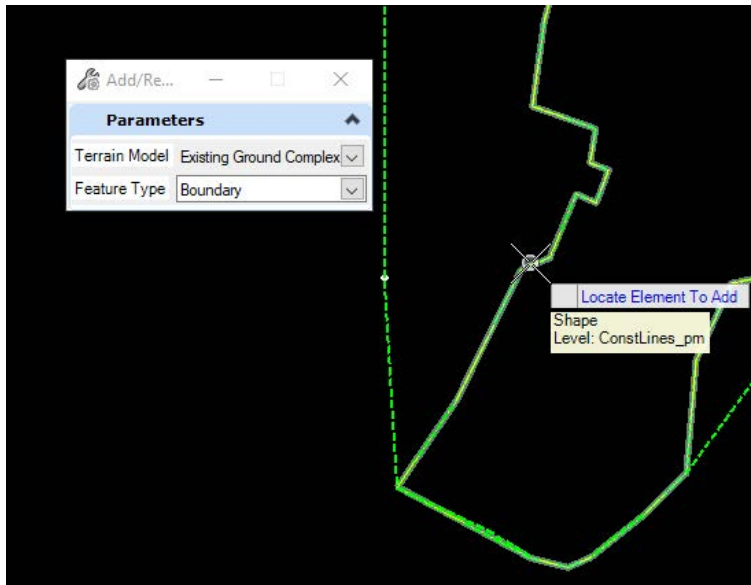 Add/Re...
Parameters
Terrain Model Existing Ground Complex
Feature Type Boundary
Locate Element To Add
Shape
Level: ConstLines_pm